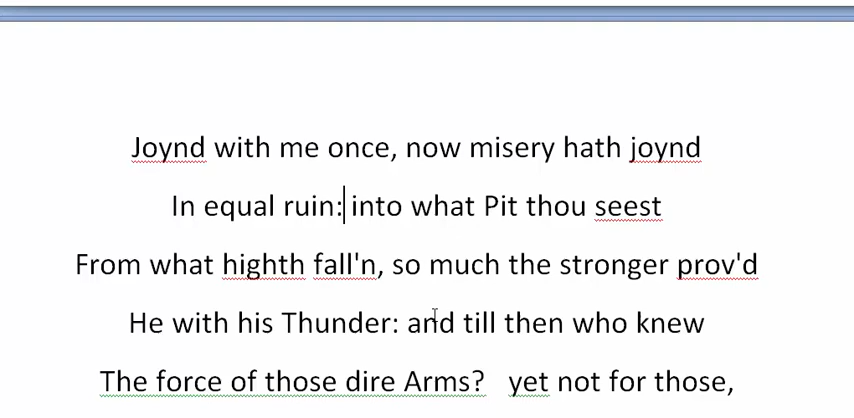 Joynd with me once, now misery hath joynd
In equal ruin: into what Pit thou seest
From what highth fall'n, so much the stronger prov'd
He with his Thunder: and till then who knew
The force of those dire Arms?   yet not for those,